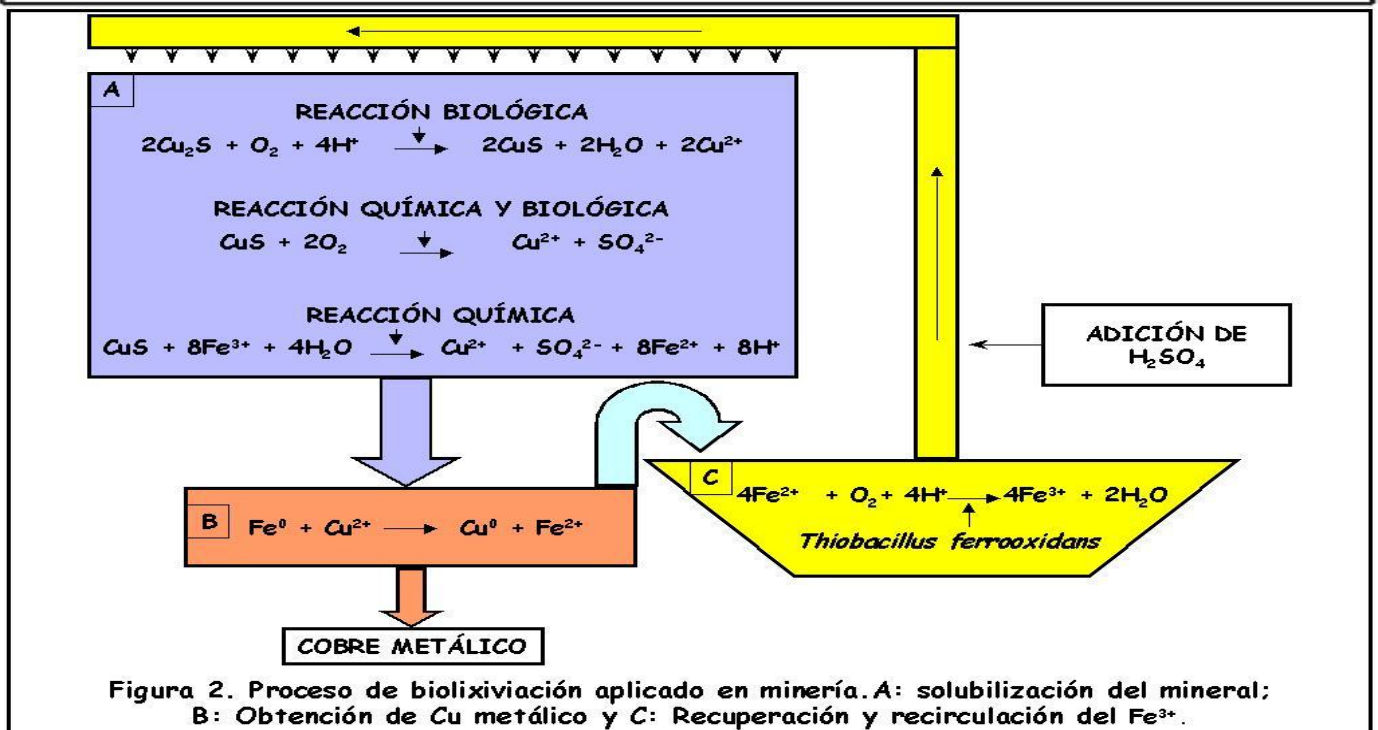 A
REACCIÓN BIOLÓGICA
2Cu₂S + O₂ + 4H⁺ → 2CuS + 2H₂O + 2Cu²⁺
REACCIÓN QUÍMICA Y BIOLÓGICA
CuS + 2O₂ → Cu²⁺ + SO₄²⁻
REACCIÓN QUÍMICA
CuS + 8Fe³⁺ + 4H₂O → Cu²⁺ + SO₄²⁻ + 8Fe²⁺ + 8H⁺
ADICIÓN DE
H₂SO₄
C
4Fe²⁺ + O₂ + 4H⁺ → 4Fe³⁺ + 2H₂O
Thiobacillus ferrooxidans
B
Fe⁰ + Cu²⁺ → Cu⁰ + Fe²⁺
COBRE METÁLICO
Figura 2. Proceso de biolixiviación aplicado en minería.A: solubilización del mineral;
B: Obtención de Cu metálico y C: Recuperación y recirculación del Fe³⁺.